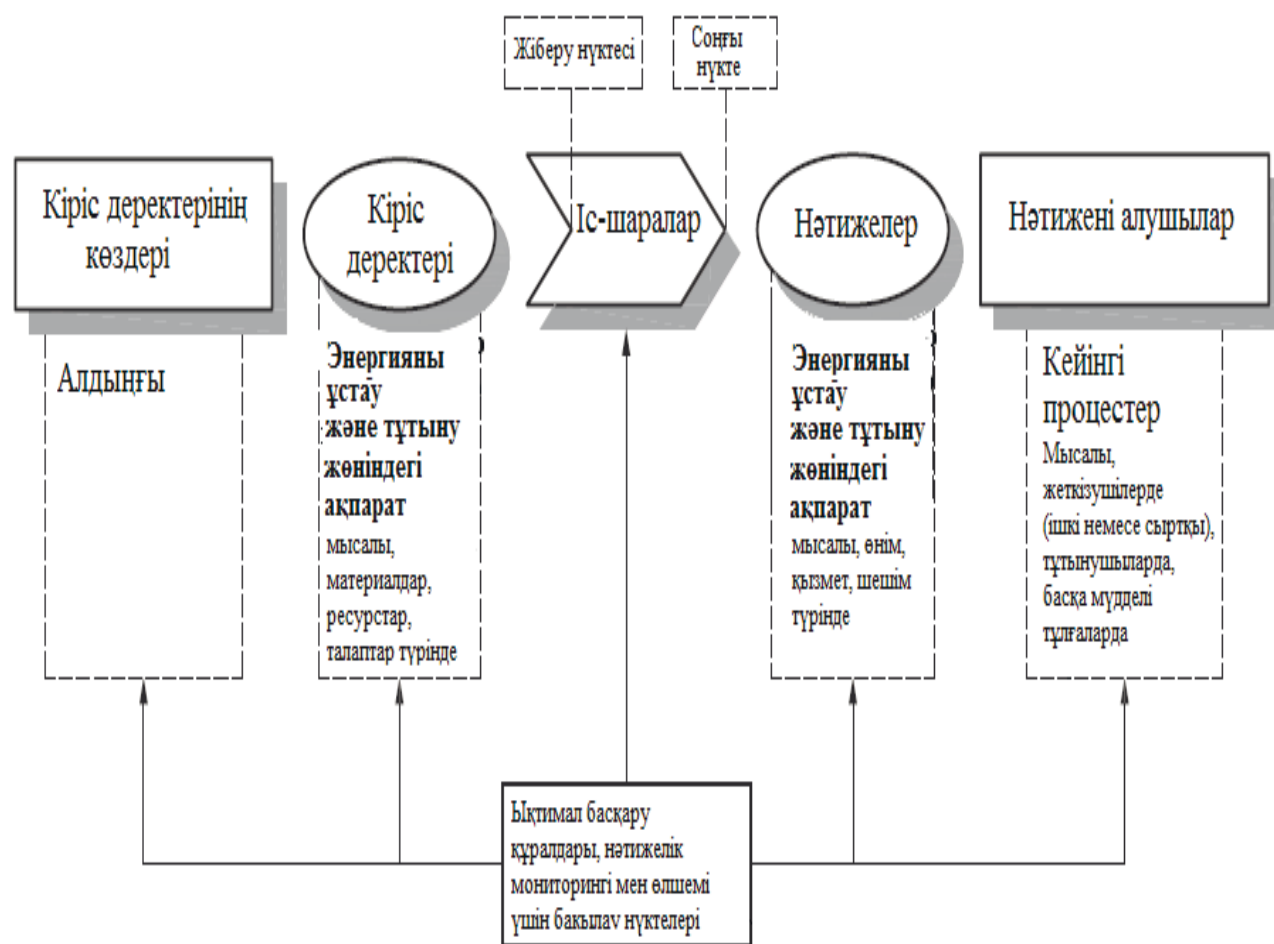 Жіберу нүктесі
Соңғы
нүкте
Кіріс деректерінің
көздері
Кіріс
деректері
Іс-шаралар
Нәтижелер
Нәтижені алушылар
Алдыңғы
Энергияны
ұстау
және тұтыну
жөніндегі
ақпарат
мысалы,
материалдар,
ресурстар,
талаптар түрінде
Энергияны
ұстау
және тұтыну
жөніндегі
ақпарат
мысалы, өнім,
қызмет, шешім
түрінде
Кейінгі
процестер
Мысалы,
жеткізушілерде
(ішкі немесе сыртқы),
тұтынушыларда,
басқа мүдделі
тұлғаларда
Ықтимал басқару
құралдары, нәтижелік
мониторингі мен өлшемі
үшін бақылау нүктелері